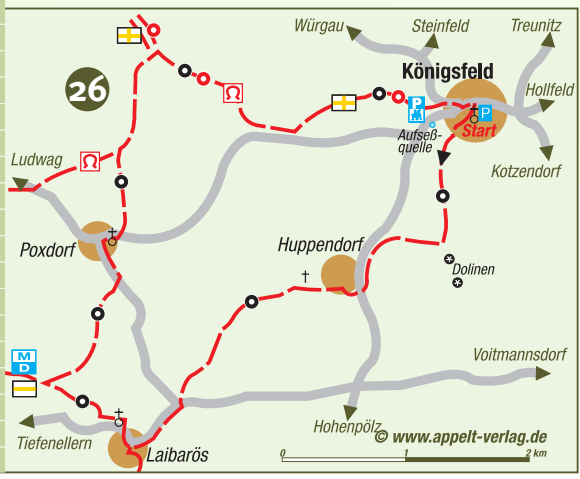 Würgau
Steinfeld
Treunitz
26
Königsfeld
Hollfeld
P
M
P
Start
Aufseß-
quelle
Ludwag
Kotzendorf
Poxdorf
Huppendorf
Dolinen
M
D
Voitmannsdorf
Tiefenellern
Laibarös
Hohenpölz
© www.appelt-verlag.de
0 1 2 km